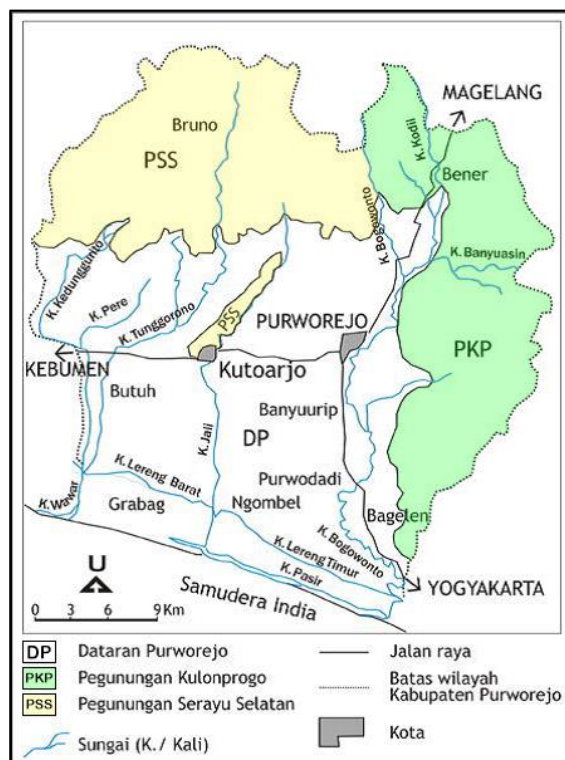 MAGELANG
Bruno
PSS
K. Kodil
Bener
K. Bogowonto
K. Banyuasin
K. Kedunggunto
K. Pere
K. Tunggorono
PSS
PURWOREJO
PKP
KEBUMEN
Kutoarjo
Butuh
Banyuurip
K. Jali
DP
K. Lereng Barat
Purwodadi
K. Wawar
Grabag
Ngombel
Bagelen
K. Bogowonto
K. Lereng Timur
K. Pasir
YOGYAKARTA
Samudera India
U
0 3 6 9 Km
DP Dataran Purworejo
PKP Pegunungan Kulonprogo
PSS Pegunungan Serayu Selatan
Sungai (K./ Kali)
Jalan raya
Batas wilayah
Kabupaten Purworejo
Kota